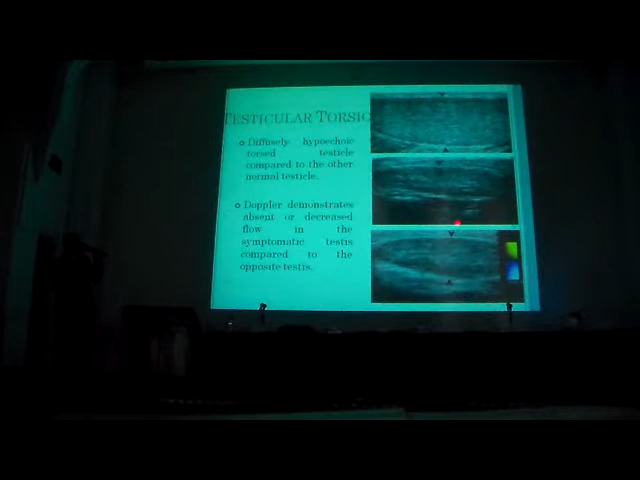 TESTICULAR TORSIO
Diffusely hypoechoic
torsed testicle
compared to the other
normal testicle.
Doppler demonstrates
absent or decreased
flow in the
symptomatic testis
compared to the
opposite testis.